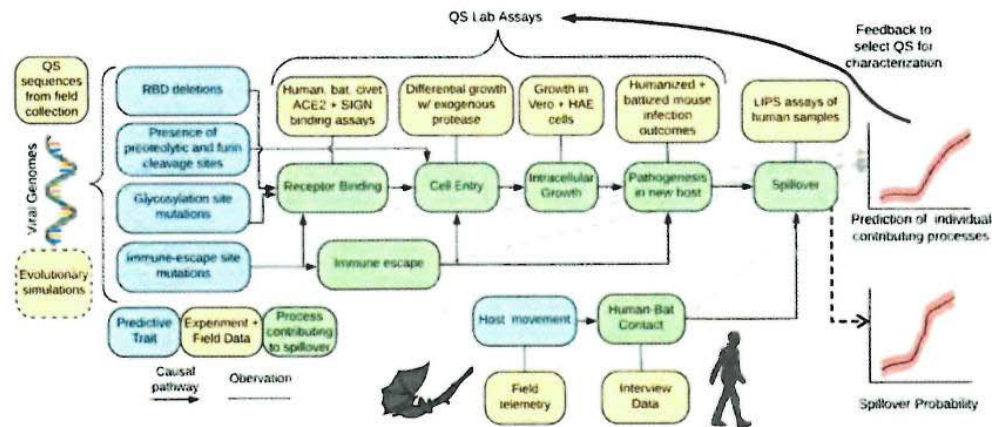 QS Lab Assays
Feedback to
select QS for
characterization
QS
sequences
from field
collection
Viral Genomes
Evolutionary
simulations
RBD deletions
Presence of
preoteolytic and furin
cleavage sites
Glycosylation site
mutations
Immune-escape site
mutations
Human, bat, civet
ACE2 + SIGN
binding assays
Differential growth
w/ exogenous
protease
Growth in
Vero + HAE
cells
Humanized +
battized mouse
infection
outcomes
LIPS assays of
human samples
Receptor Binding
Cell Entry
Intracellular
Growth
Pathogenesis
in new host
Spillover
Immune escape
Prediction of individual
contributing processes
Predictive
Trait
Experiment +
Field Data
Process
contributing
to spillover
Causal
pathway
Obervation
Host movement
Human-Bat
Contact
Field
telemetry
Interview
Data
Spillover Probability